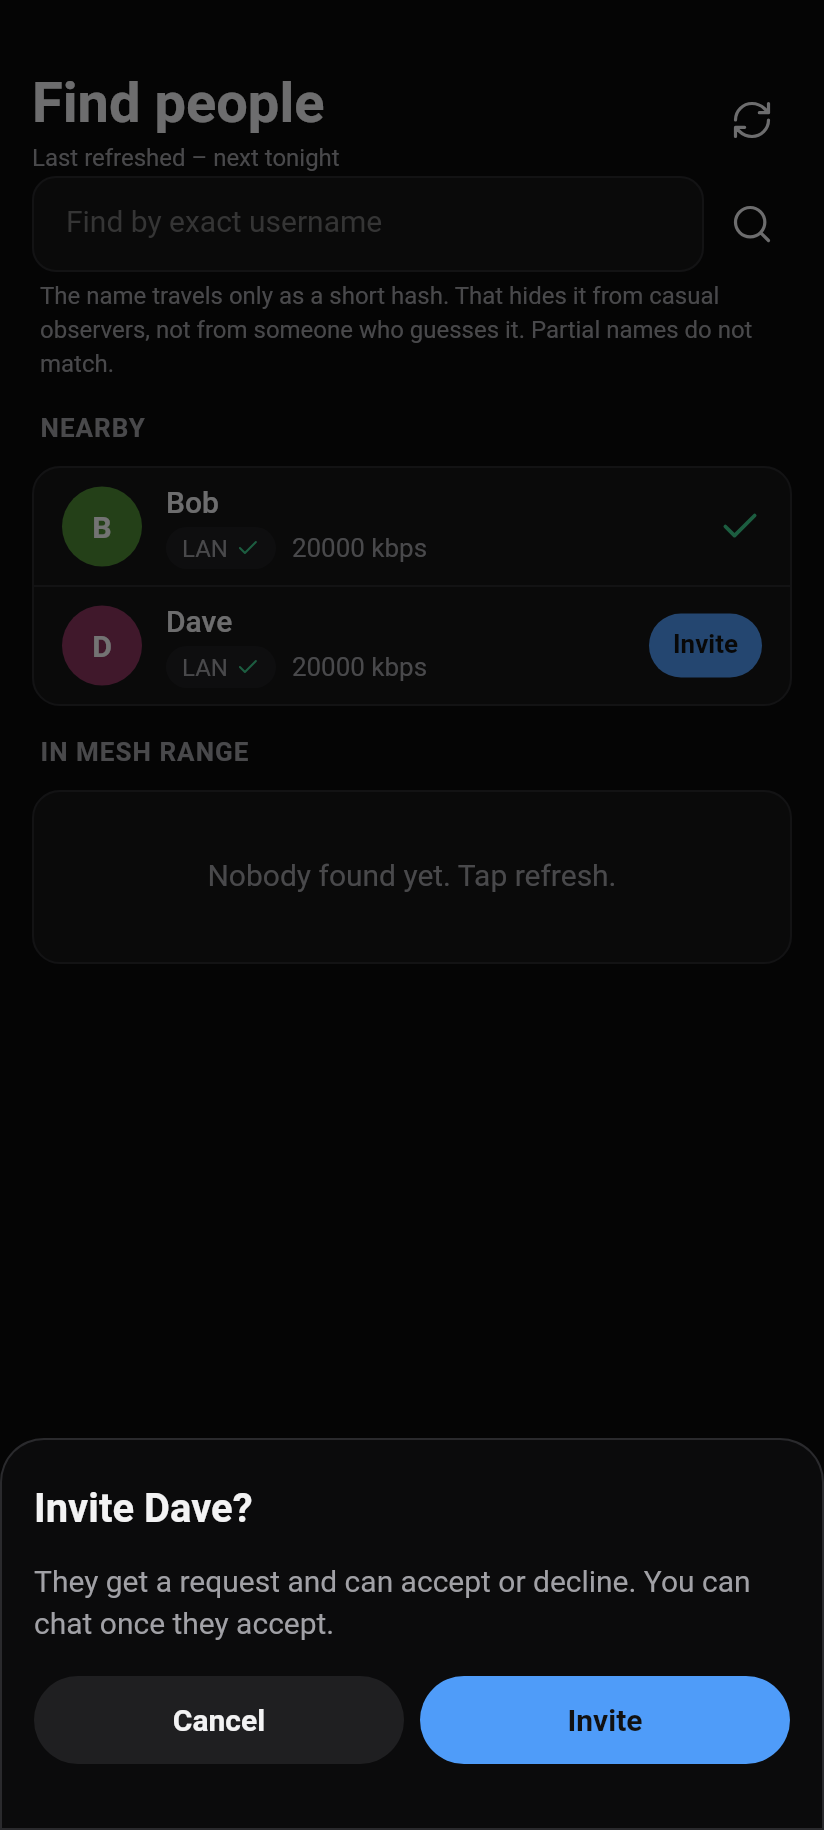 Find people
Last refreshed – next tonight
Find by exact username
The name travels only as a short hash. That hides it from casual
observers, not from someone who guesses it. Partial names do not
match.
NEARBY
B
Bob
LAN
20000 kbps
D
Dave
LAN
20000 kbps
Invite
IN MESH RANGE
Nobody found yet. Tap refresh.
Invite Dave?
They get a request and can accept or decline. You can
chat once they accept.
Cancel
Invite